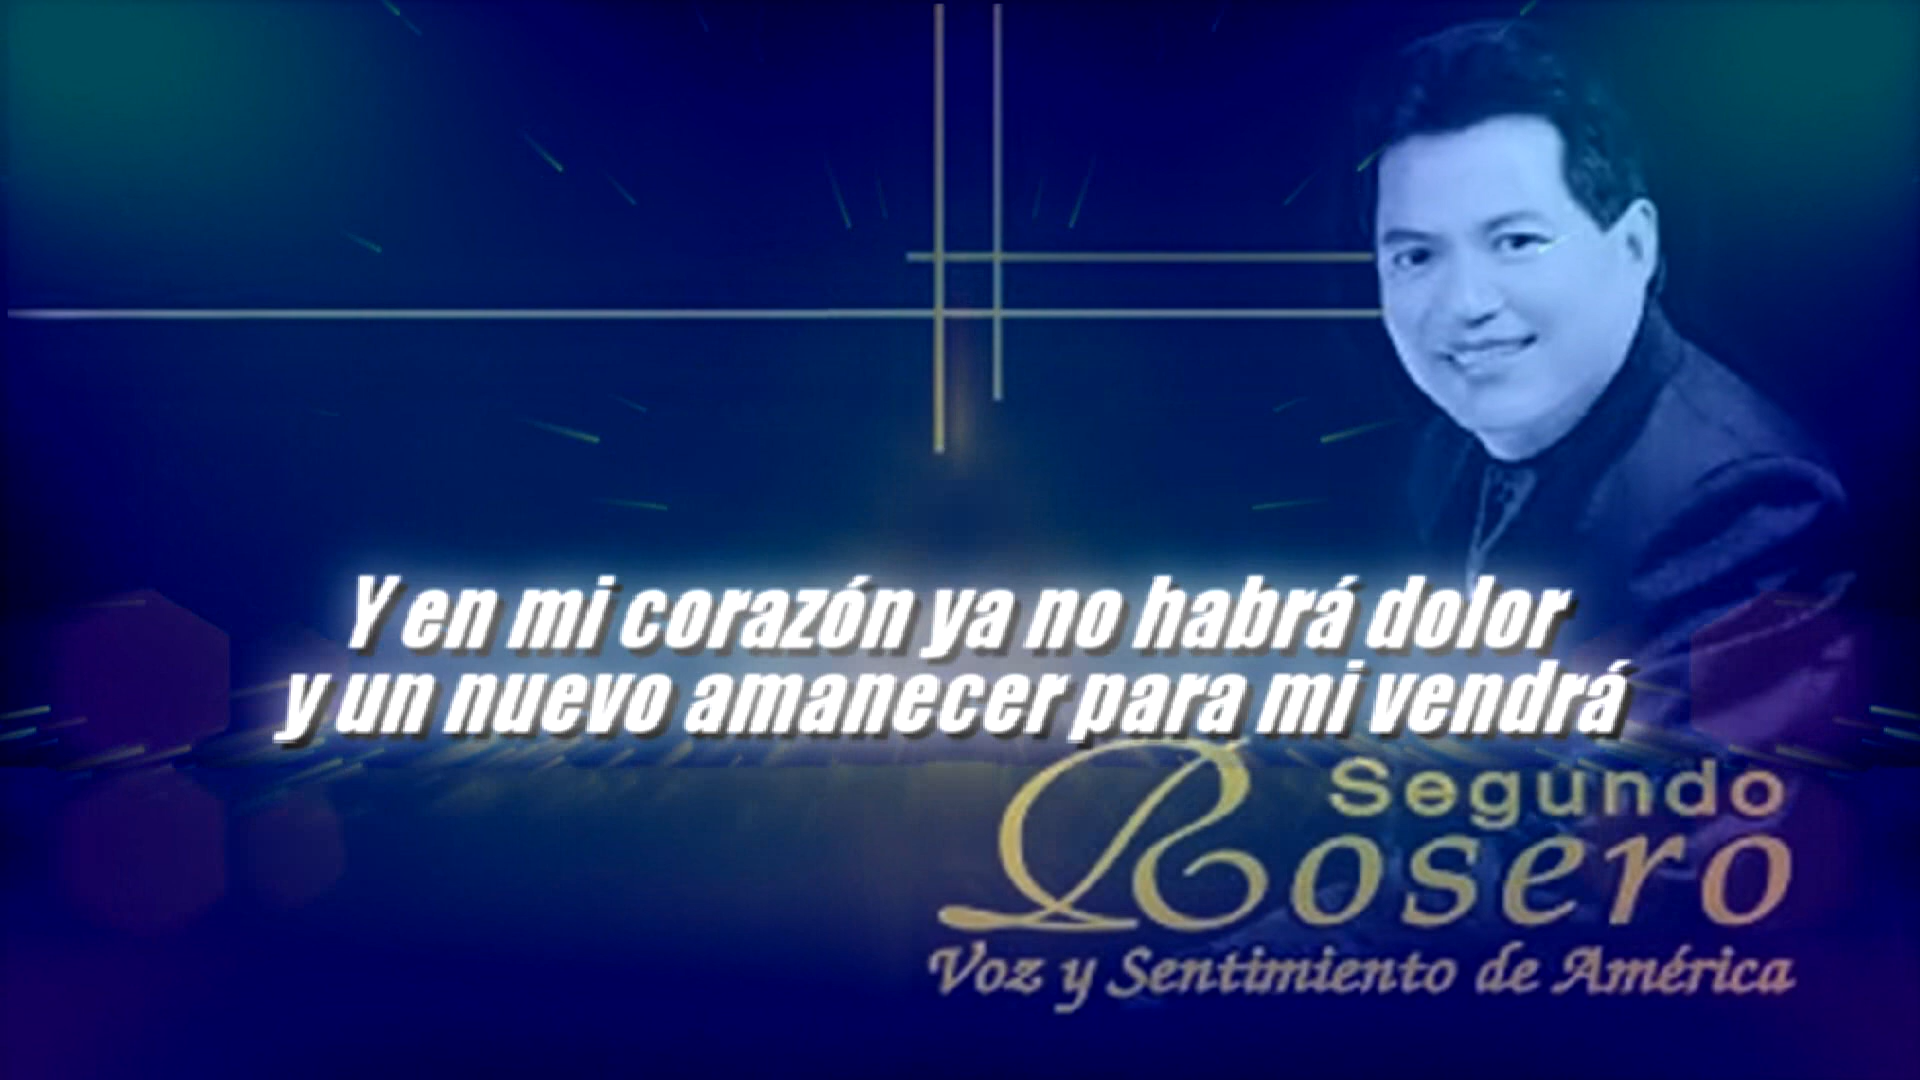 Y en mi corazón ya no habrá dolor
y un nuevo amanecer para mi vendrá
Segundo
Rosero
Voz y Sentimiento de América